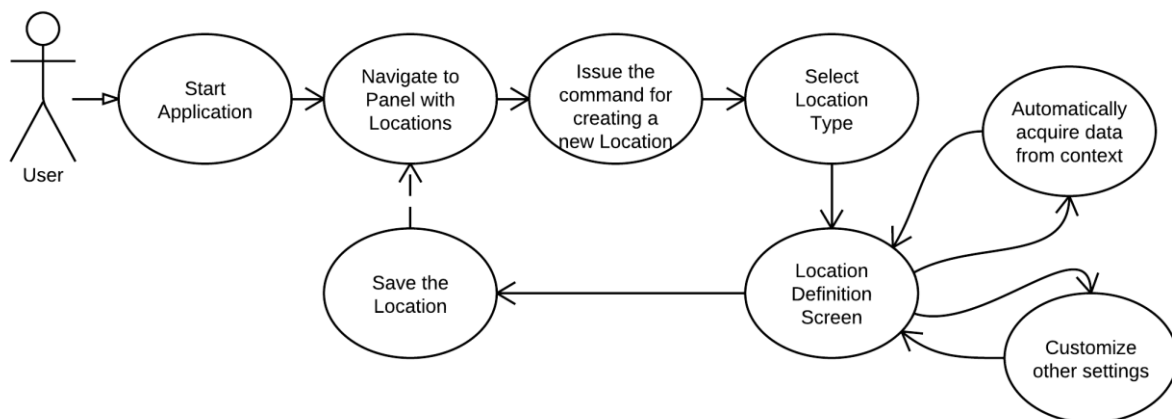 User
Start
Application
Navigate to
Panel with
Locations
Issue the
command for
creating a
new Location
Select
Location
Type
Automatically
acquire data
from context
Location
Definition
Screen
Customize
other settings
Save the
Location